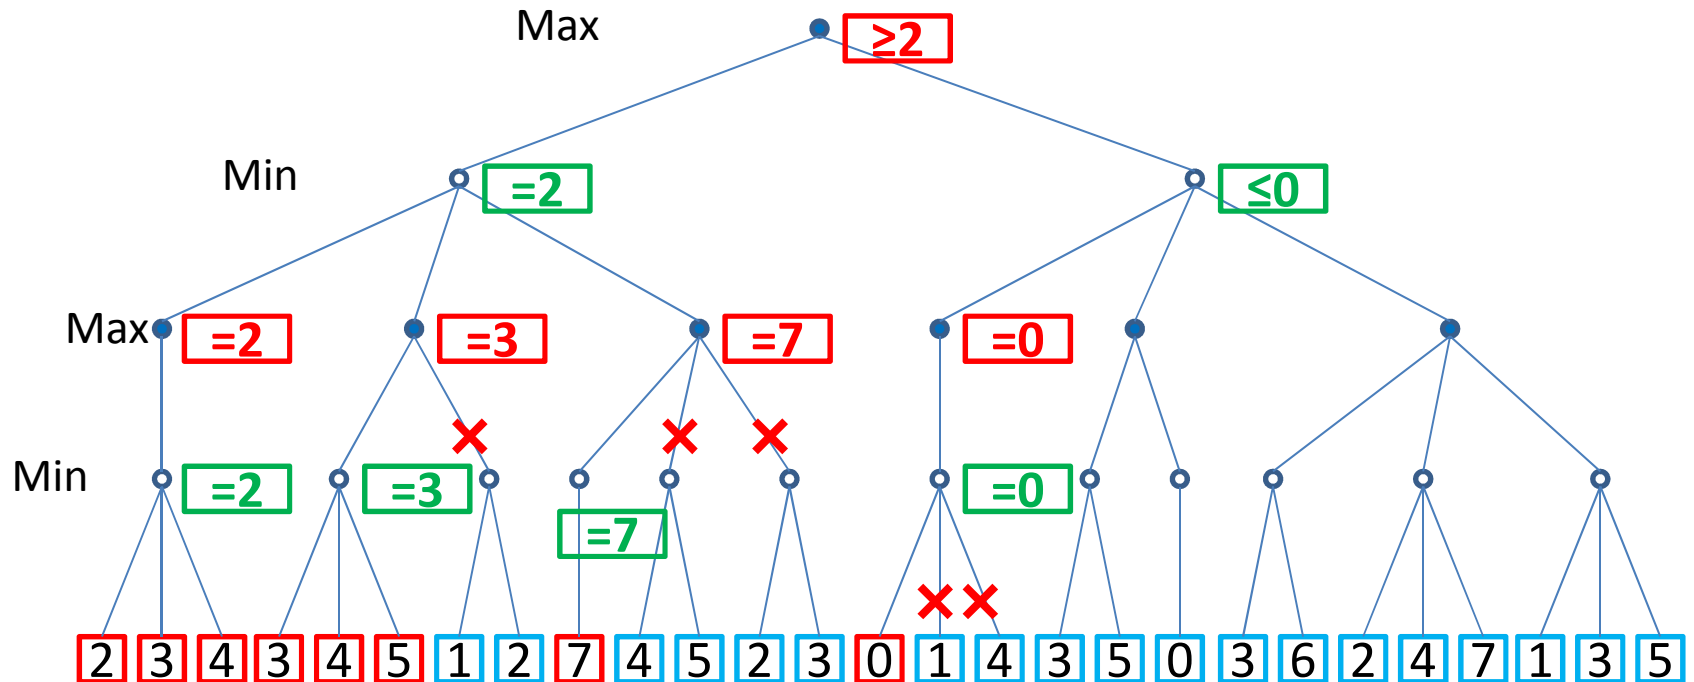 Max ≥2
Min =2 ≤0
Max =2 =3 =7 =0
Min =2 =3 =0
=7
2 3 4 3 4 5 1 2 7 4 5 2 3 0 1 4 3 5 0 3 6 2 4 7 1 3 5